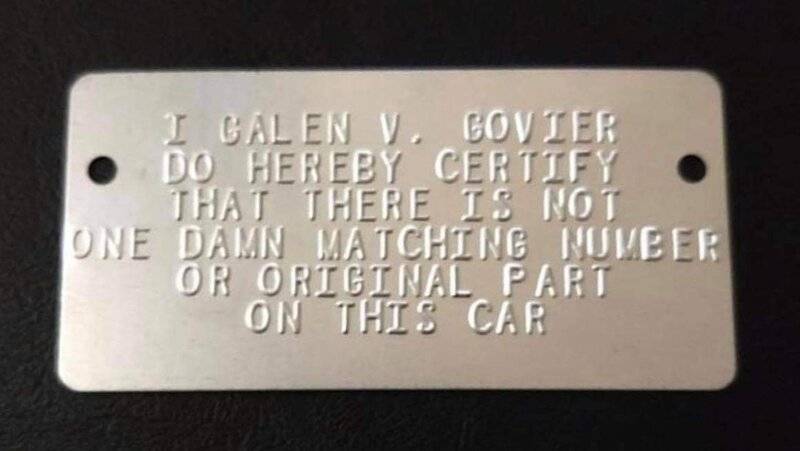 I GALEN V. GOVIER
DO HEREBY CERTIFY
THAT THERE IS NOT
ONE DAMN MATCHING NUMBER
OR ORIGINAL PART
ON THIS CAR